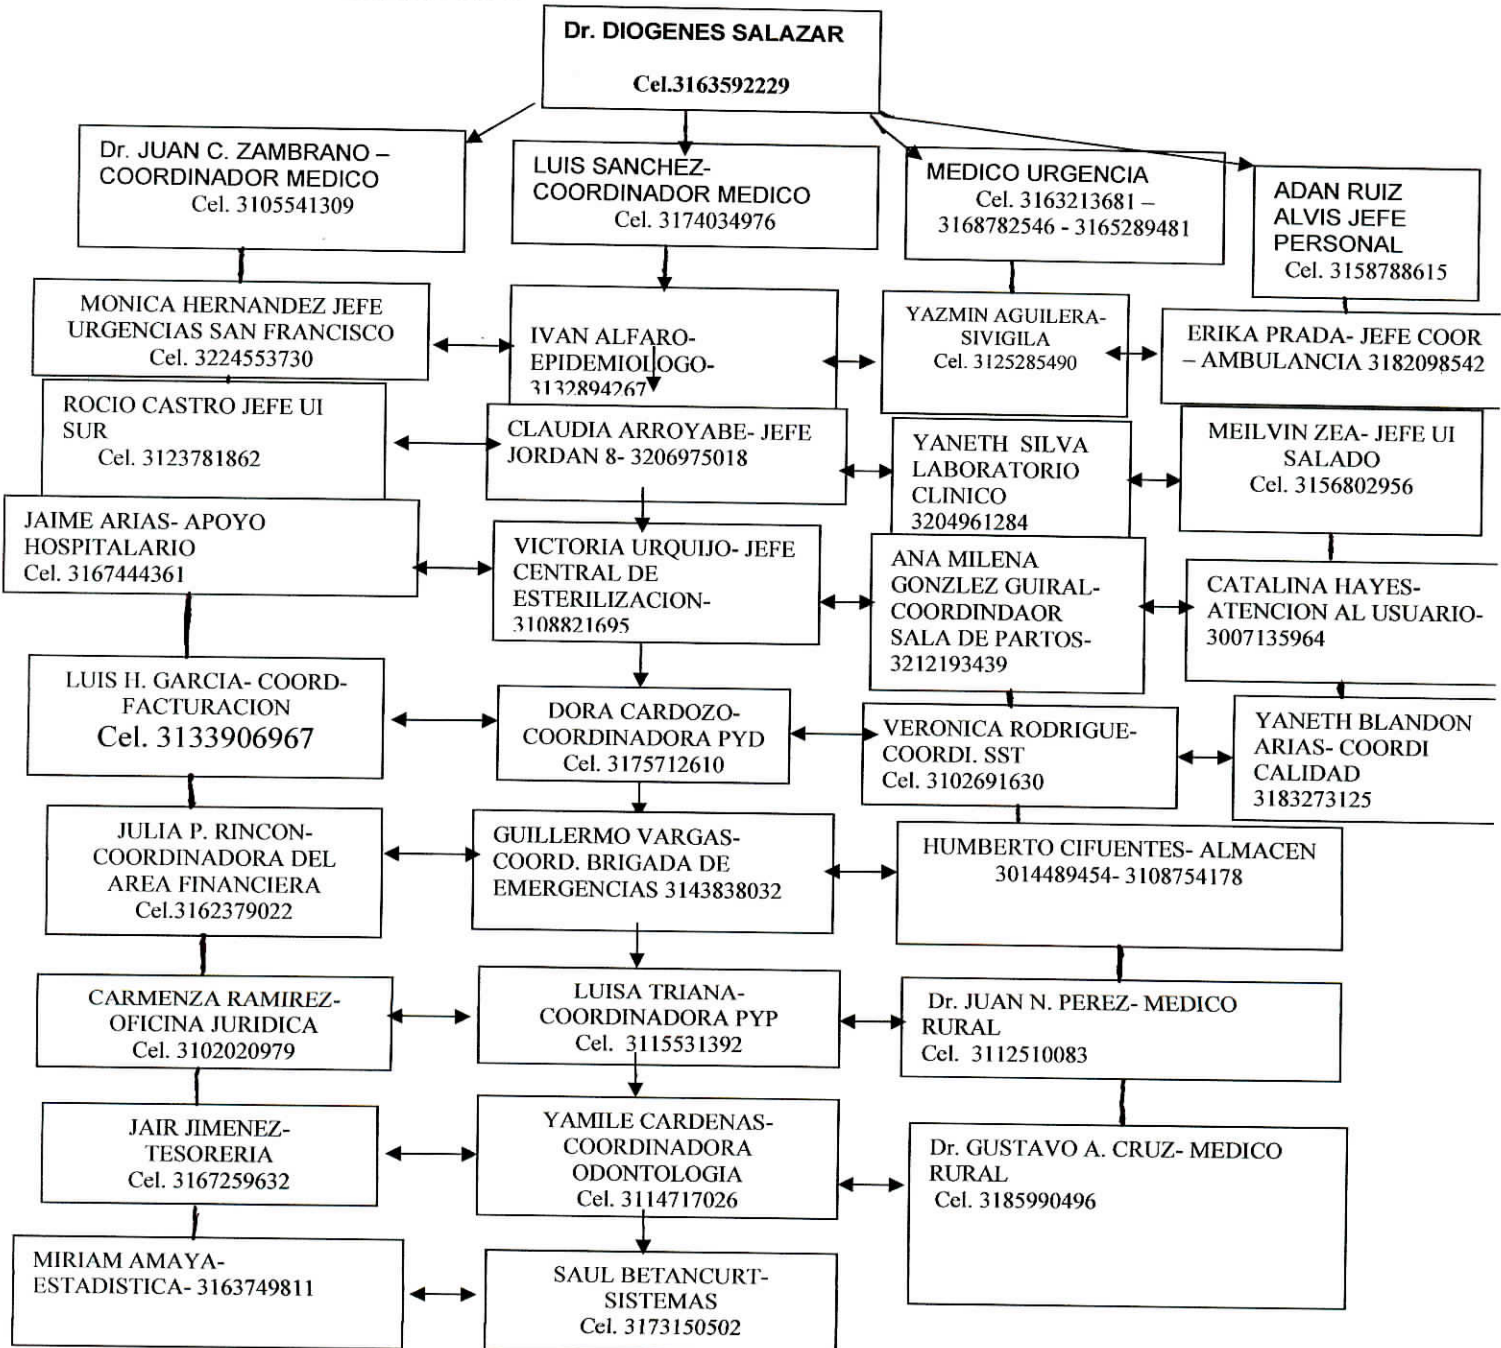 Dr. DIOGENES SALAZAR
Cel.3163592229
Dr. JUAN C. ZAMBRANO –
COORDINADOR MEDICO
Cel. 3105541309
LUIS SANCHEZ-
COORDINADOR MEDICO
Cel. 3174034976
MEDICO URGENCIA
Cel. 3163213681 –
3168782546 - 3165289481
ADAN RUIZ
ALVIS JEFE
PERSONAL
Cel. 3158788615
MONICA HERNANDEZ JEFE
URGENCIAS SAN FRANCISCO
Cel. 3224553730
IVAN ALFARO-
EPIDEMIOLOGO-
3132894267
YAZMIN AGUILERA-
SIVIGILA
Cel. 3125285490
ERIKA PRADA- JEFE COOR
– AMBULANCIA 3182098542
ROCIO CASTRO JEFE UI
SUR
Cel. 3123781862
CLAUDIA ARROYABE- JEFE
JORDAN 8- 3206975018
YANETH SILVA
LABORATORIO
CLINICO
3204961284
MEILVIN ZEA- JEFE UI
SALADO
Cel. 3156802956
JAIME ARIAS- APOYO
HOSPITALARIO
Cel. 3167444361
VICTORIA URQUIJO- JEFE
CENTRAL DE
ESTERILIZACION-
3108821695
ANA MILENA
GONZLEZ GUIRAL-
COORDINDAOR
SALA DE PARTOS-
3212193439
CATALINA HAYES-
ATENCION AL USUARIO-
3007135964
LUIS H. GARCIA- COORD-
FACTURACION
Cel. 3133906967
DORA CARDOZO-
COORDINADORA PYD
Cel. 3175712610
VERONICA RODRIGUE-
COORDI. SST
Cel. 3102691630
YANETH BLANDON
ARIAS- COORDI
CALIDAD
3183273125
JULIA P. RINCON-
COORDINADORA DEL
AREA FINANCIERA
Cel.3162379022
GUILLERMO VARGAS-
COORD. BRIGADA DE
EMERGENCIAS 3143838032
HUMBERTO CIFUENTES- ALMACEN
3014489454- 3108754178
CARMENZA RAMIREZ-
OFICINA JURIDICA
Cel. 3102020979
LUISA TRIANA-
COORDINADORA PYP
Cel. 3115531392
Dr. JUAN N. PEREZ- MEDICO
RURAL
Cel. 3112510083
JAIR JIMENEZ-
TESORERIA
Cel. 3167259632
YAMILE CARDENAS-
COORDINADORA
ODONTOLOGIA
Cel. 3114717026
Dr. GUSTAVO A. CRUZ- MEDICO
RURAL
Cel. 3185990496
MIRIAM AMAYA-
ESTADISTICA- 3163749811
SAUL BETANCURT-
SISTEMAS
Cel. 3173150502